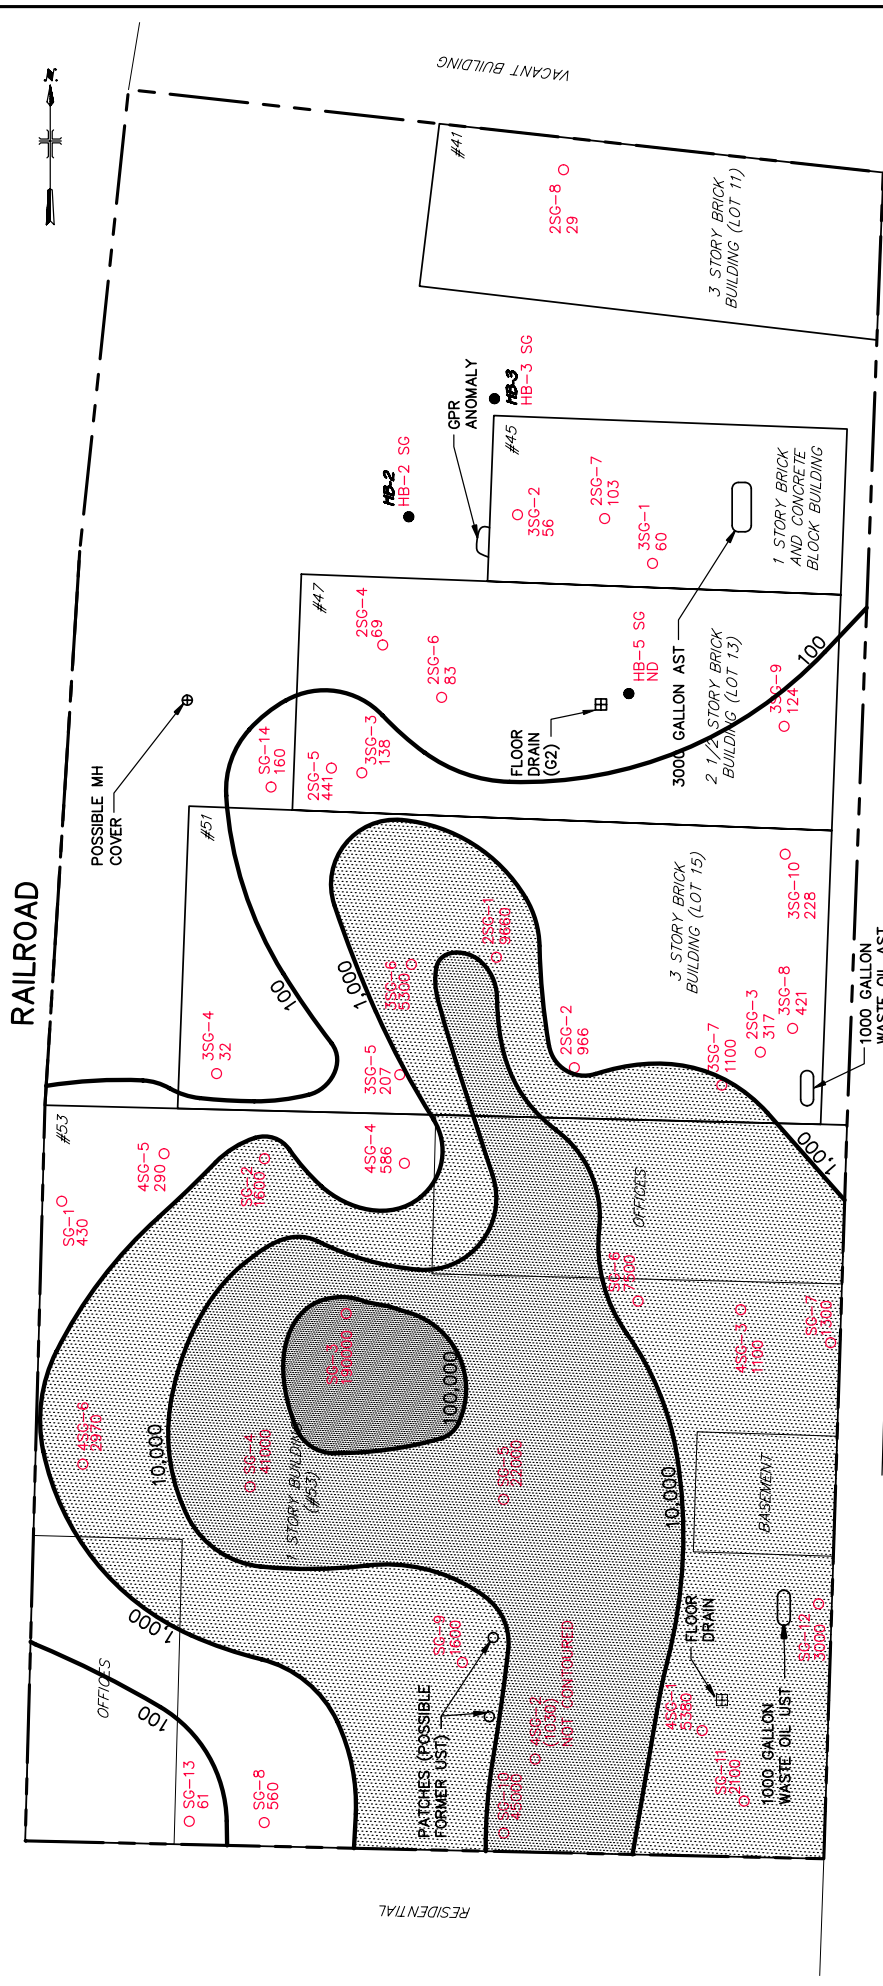 VACANT BUILDING
N.
#41
2SG-8
29
3 STORY BRICK
BUILDING (LOT 11)
GPR
ANOMALY
HB-3
HB-3 SG
HB-2
HB-2 SG
#45
3SG-2
56
2SG-7
103
3SG-1
60
1 STORY BRICK
AND CONCRETE
BLOCK BUILDING
#47
2SG-4
69
2SG-6
83
HB-5 SG
ND
3000 GALLON AST
2 1/2 STORY BRICK
BUILDING (LOT 13)
100
3SG-9
124
FLOOR
DRAIN
(G2)
SG-14
160
2SG-5
441
3SG-3
138
POSSIBLE MH
COVER
RAILROAD
#51
3 STORY BRICK
BUILDING (LOT 15)
3SG-10
228
2SG-1
9660
3SG-6
5300
1,000
100
3SG-4
32
3SG-5
207
2SG-2
966
3SG-7
1100
2SG-3
317
3SG-8
421
1000 GALLON
WASTE OIL AST
1,000
#53
4SG-5
290
SG-1
430
SG-2
1600
4SG-4
586
OFFICES
SG-6
7500
4SG-3
1100
SG-7
1300
SG-3
190000
100,000
4SG-6
2970
10,000
SG-4
41000
1 STORY BUILDING
(#53)
SG-5
22000
10,000
BASEMENT
1,000
OFFICES
100
SG-13
61
SG-8
560
SG-9
1600
PATCHES (POSSIBLE
FORMER UST)
4SG-2
(1030)
NOT CONTOURED
SG-10
45000
FLOOR
DRAIN
4SG-1
5380
SG-11
2100
SG-12
3000
1000 GALLON
WASTE OIL UST
RESIDENTIAL